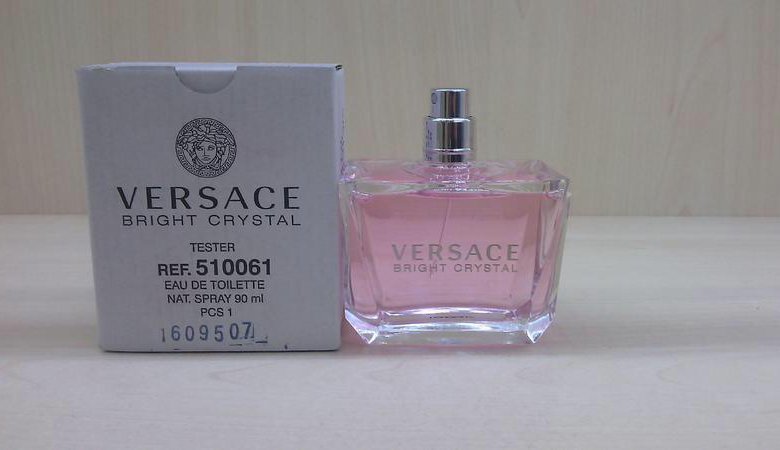 VERSACE
BRIGHT CRYSTAL
TESTER
REF. 510061
EAU DE TOILETTE
NAT. SPRAY 90 ml
PCS 1
1609507
VERSACE
BRIGHT CRYSTAL